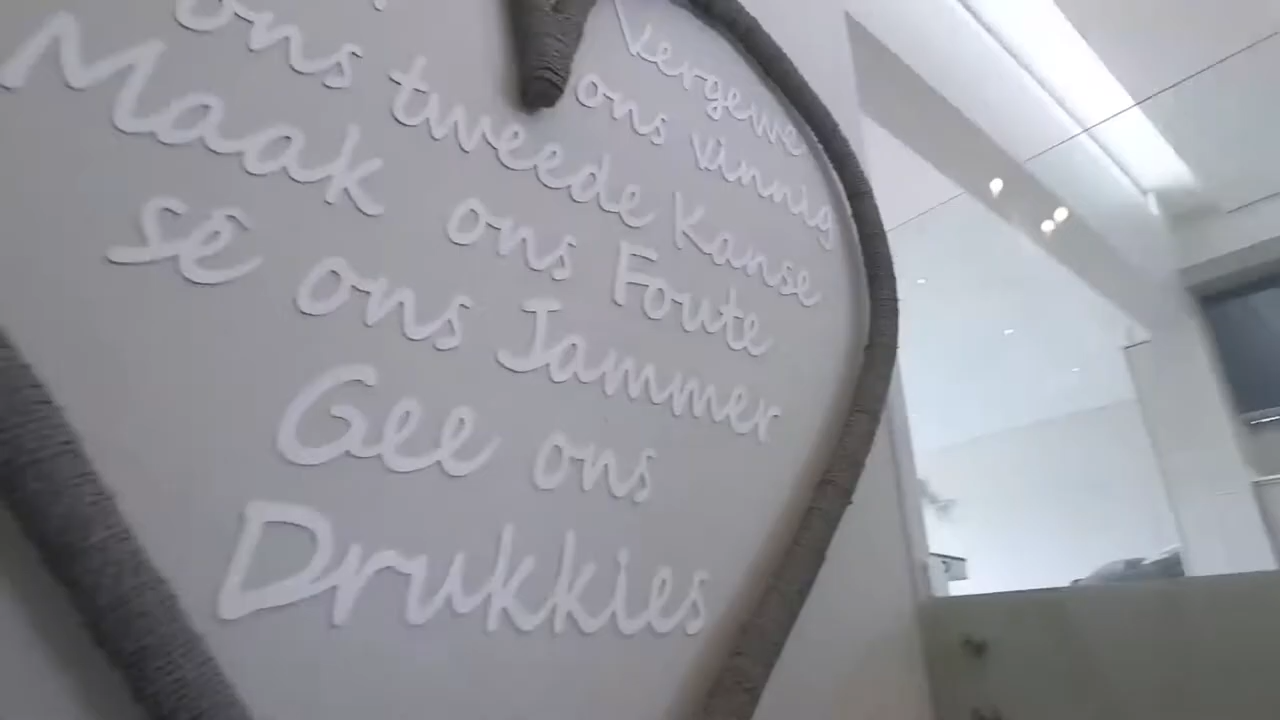 Vergewe
ons vinnig
ons tweede Kanse
Maak ons Foute
sê ons Jammer
Gee ons
Drukkies